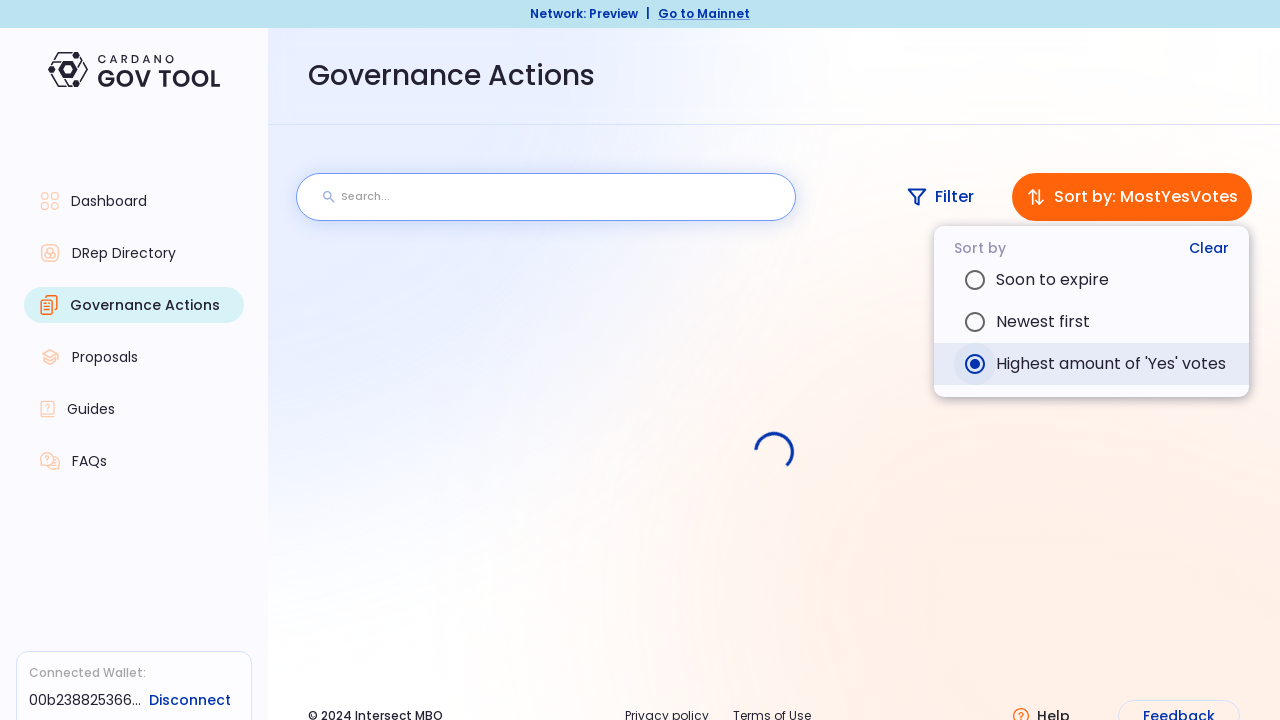 Network: Preview | Go to Mainnet
CARDANO
GOV TOOL
Dashboard
DRep Directory
Governance Actions
Proposals
Guides
FAQs
Connected Wallet:
00b238825366... Disconnect
Governance Actions
Search...
Filter
Sort by: MostYesVotes
Sort by Clear
Soon to expire
Newest first
Highest amount of 'Yes' votes
© 2024 Intersect MBO Privacy policy Terms of Use Help Feedback